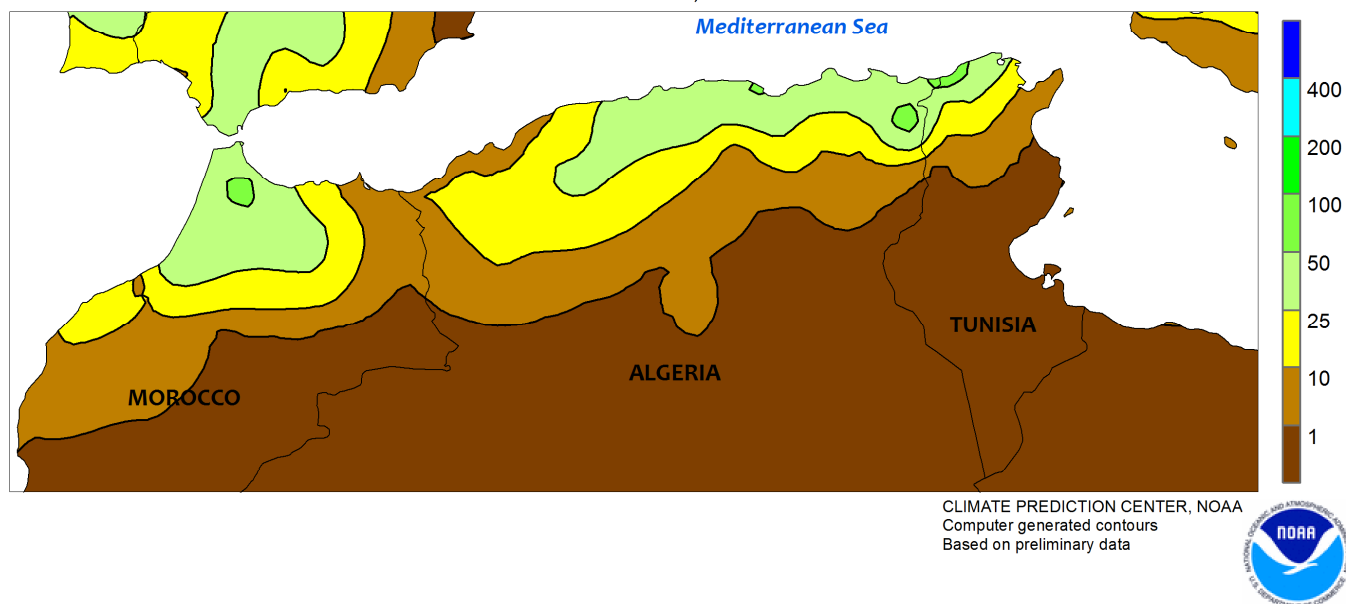 Mediterranean Sea
400
200
100
50
25
10
1
TUNISIA
ALGERIA
MOROCCO
CLIMATE PREDICTION CENTER, NOAA
Computer generated contours
Based on preliminary data
NOAA